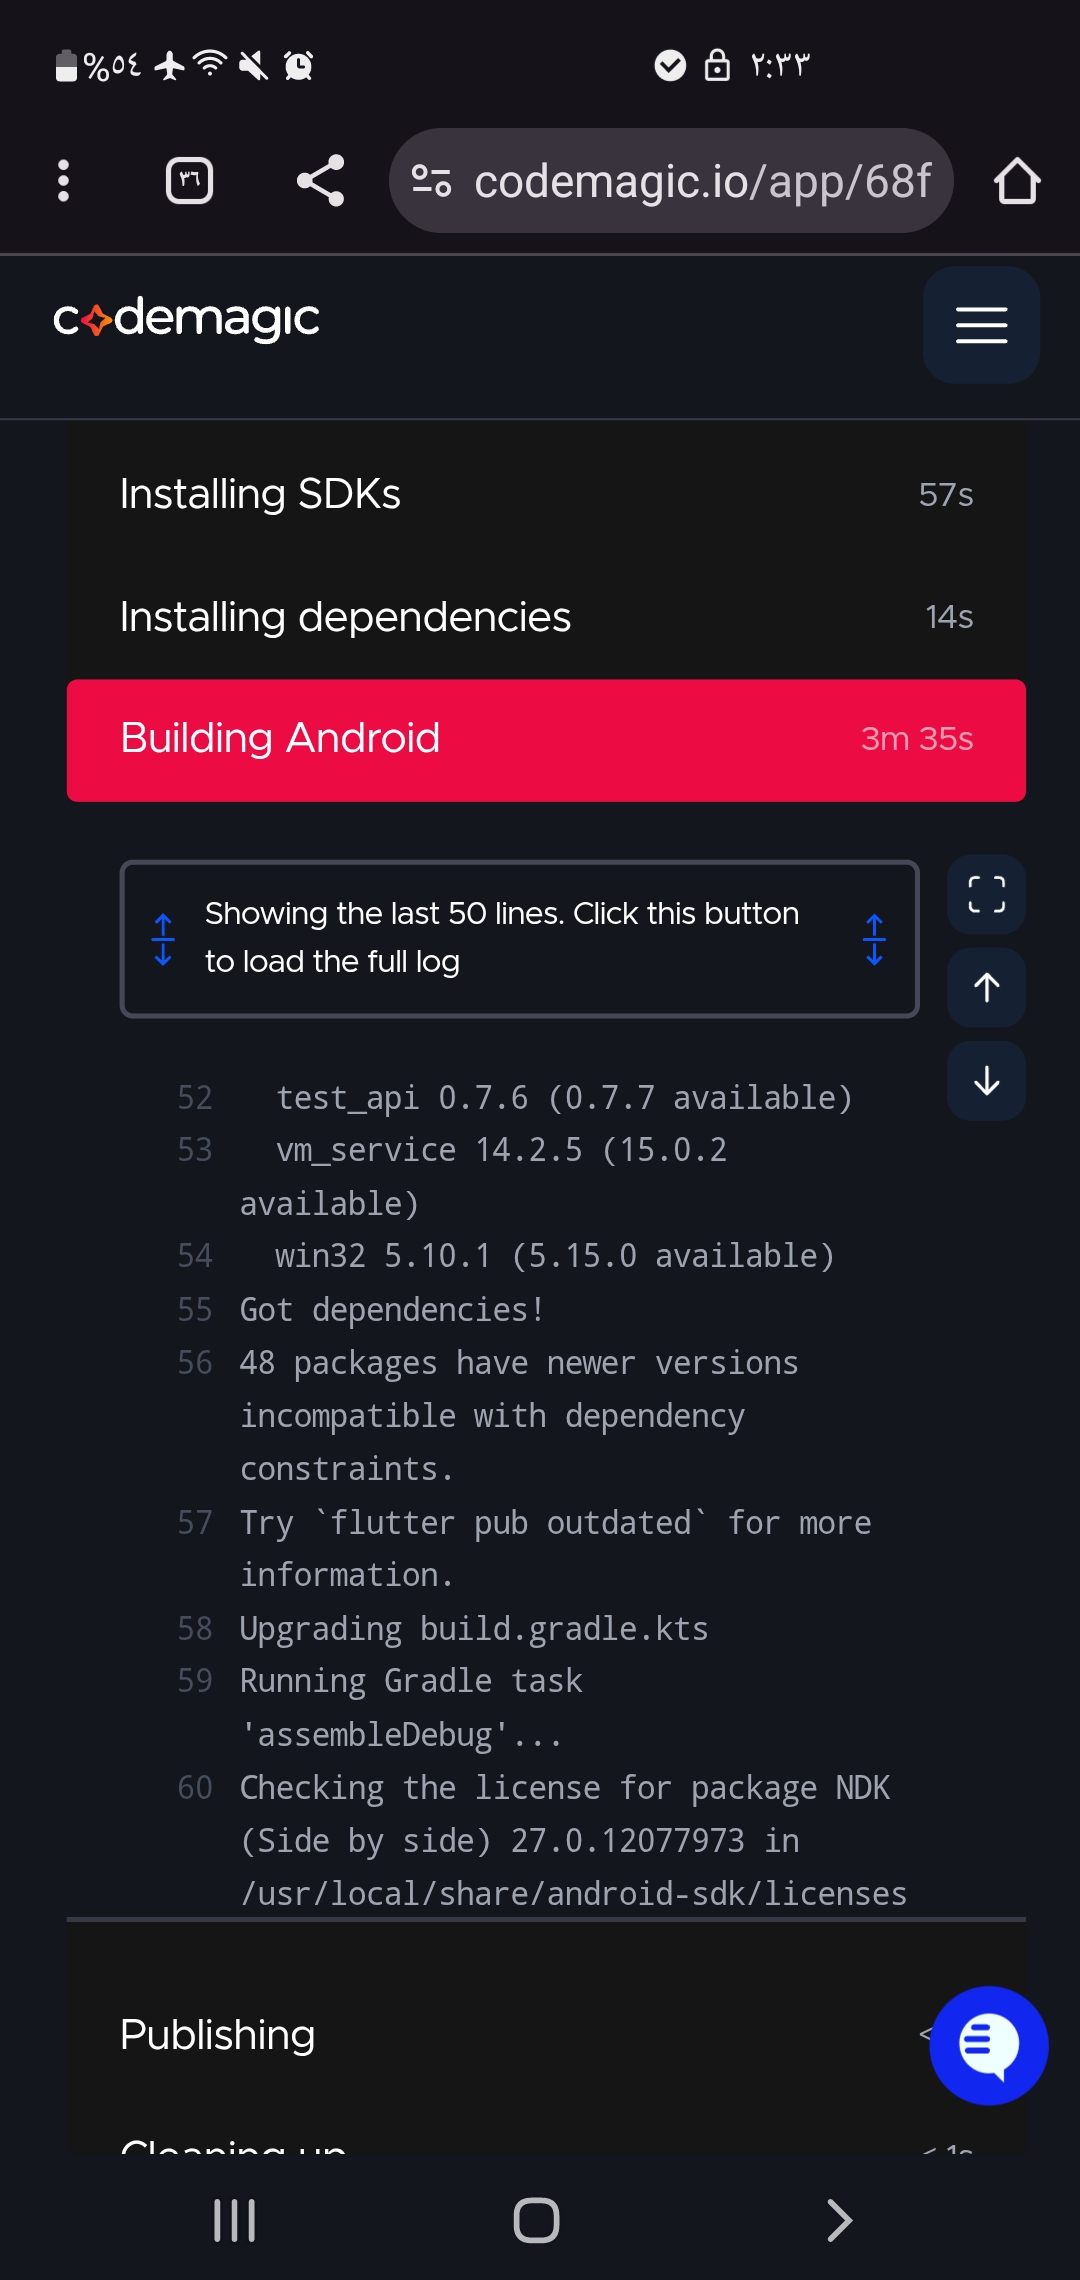 %٥٤
٢:٣٣
٣٦
codemagic.io/app/68f
codemagic
Installing SDKs 57s
Installing dependencies 14s
Building Android 3m 35s
Showing the last 50 lines. Click this button
to load the full log
52 test_api 0.7.6 (0.7.7 available)
53 vm_service 14.2.5 (15.0.2
available)
54 win32 5.10.1 (5.15.0 available)
55 Got dependencies!
56 48 packages have newer versions
incompatible with dependency
constraints.
57 Try `flutter pub outdated` for more
information.
58 Upgrading build.gradle.kts
59 Running Gradle task
'assembleDebug'...
60 Checking the license for package NDK
(Side by side) 27.0.12077973 in
/usr/local/share/android-sdk/licenses
Publishing <
Cleaning up < 1s